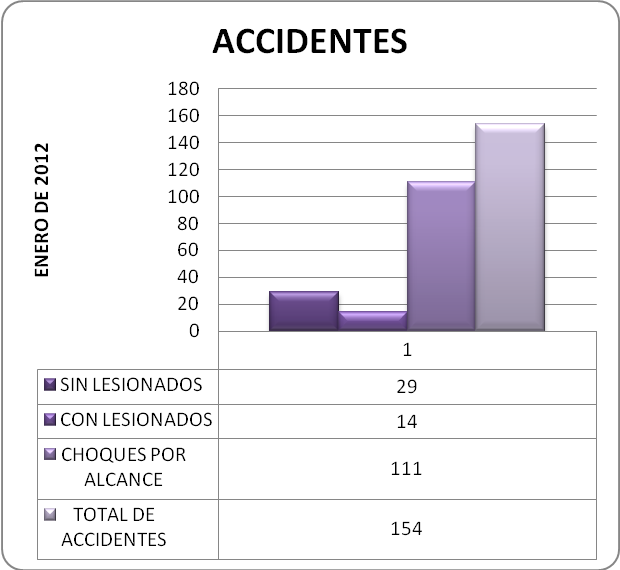 ACCIDENTES
ENERO DE 2012
180
160
140
120
100
80
60
40
20
0
1
SIN LESIONADOS 29
CON LESIONADOS 14
CHOQUES POR
ALCANCE 111
TOTAL DE
ACCIDENTES 154